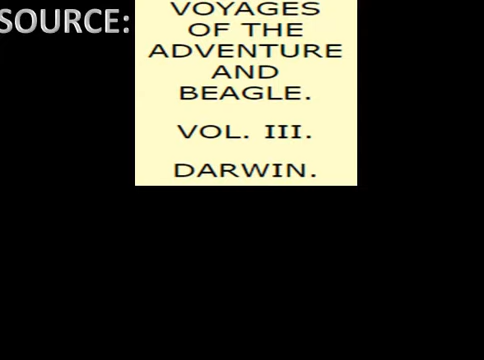 SOURCE:
VOYAGES
OF THE
ADVENTURE
AND
BEAGLE.
VOL. III.
DARWIN.